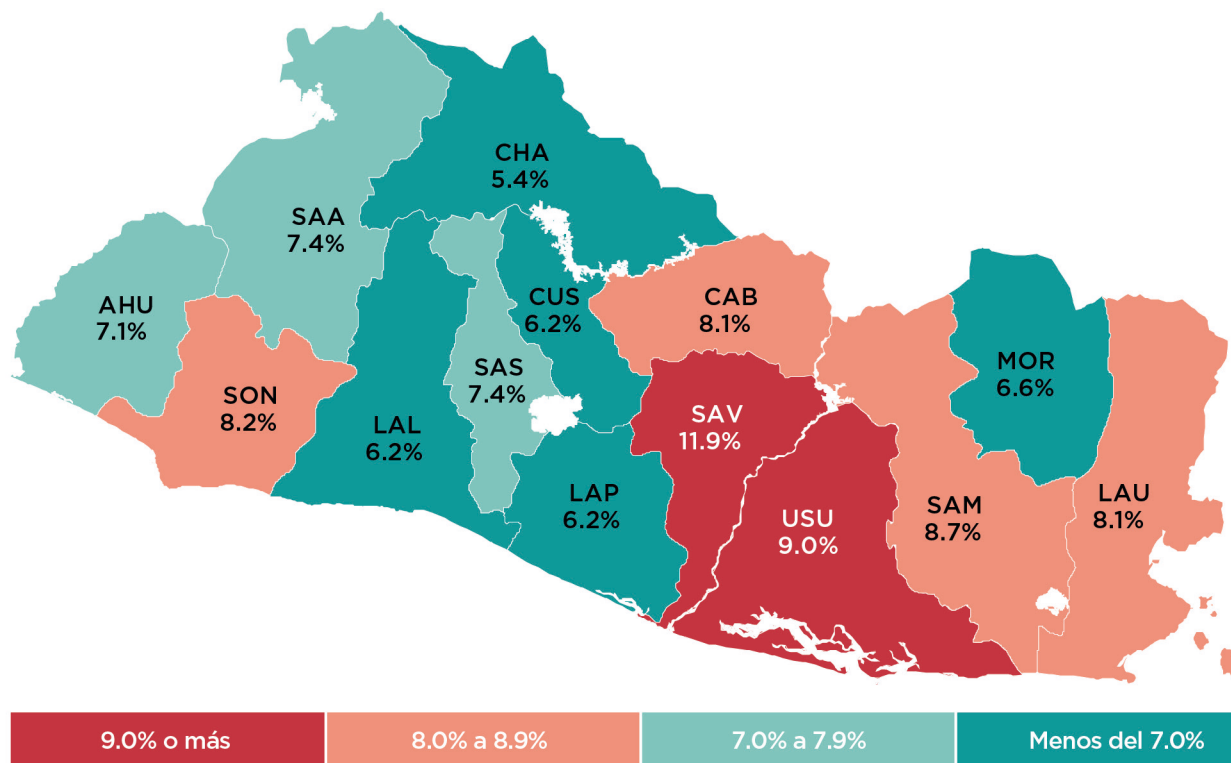 CHA
5.4%
SAA
7.4%
AHU
7.1%
CUS
6.2%
CAB
8.1%
MOR
6.6%
SON
8.2%
SAS
7.4%
LAL
6.2%
SAV
11.9%
LAP
6.2%
USU
9.0%
SAM
8.7%
LAU
8.1%
9.0% o más
8.0% a 8.9%
7.0% a 7.9%
Menos del 7.0%